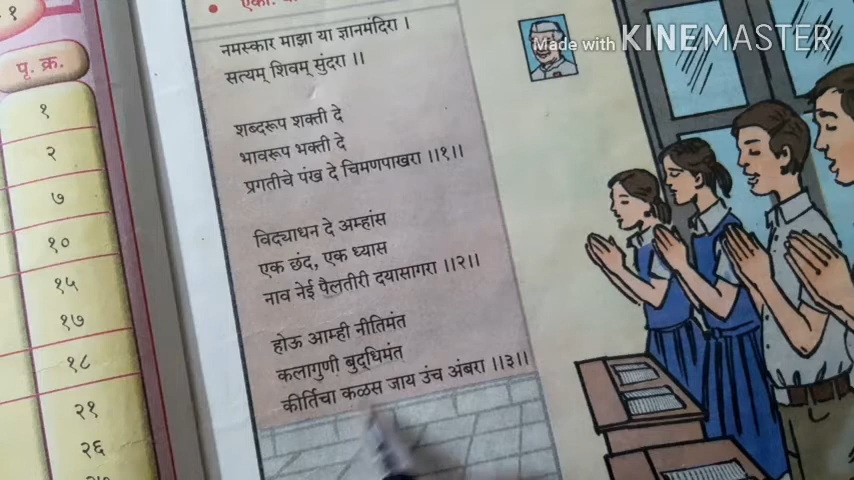 १
पृ. क्र.
१
२
७
१०
१५
१७
१८
२१
२६
नमस्कार माझा या ज्ञानमंदिरा ।
सत्यम् शिवम् सुंदरा ।।
शब्दरूप शक्ती दे
भावरूप भक्ती दे
प्रगतीचे पंख दे चिमणपाखरा ।।१।।
विद्याधन दे अम्हांस
एक छंद, एक ध्यास
नाव नेई पैलतीरी दयासागरा ।।२।।
होऊ आम्ही नीतिमंत
कलागुणी बुद्धिमंत
कीर्तिचा कळस जाय उंच अंबरा ।।३।।
Made with KINEMASTER